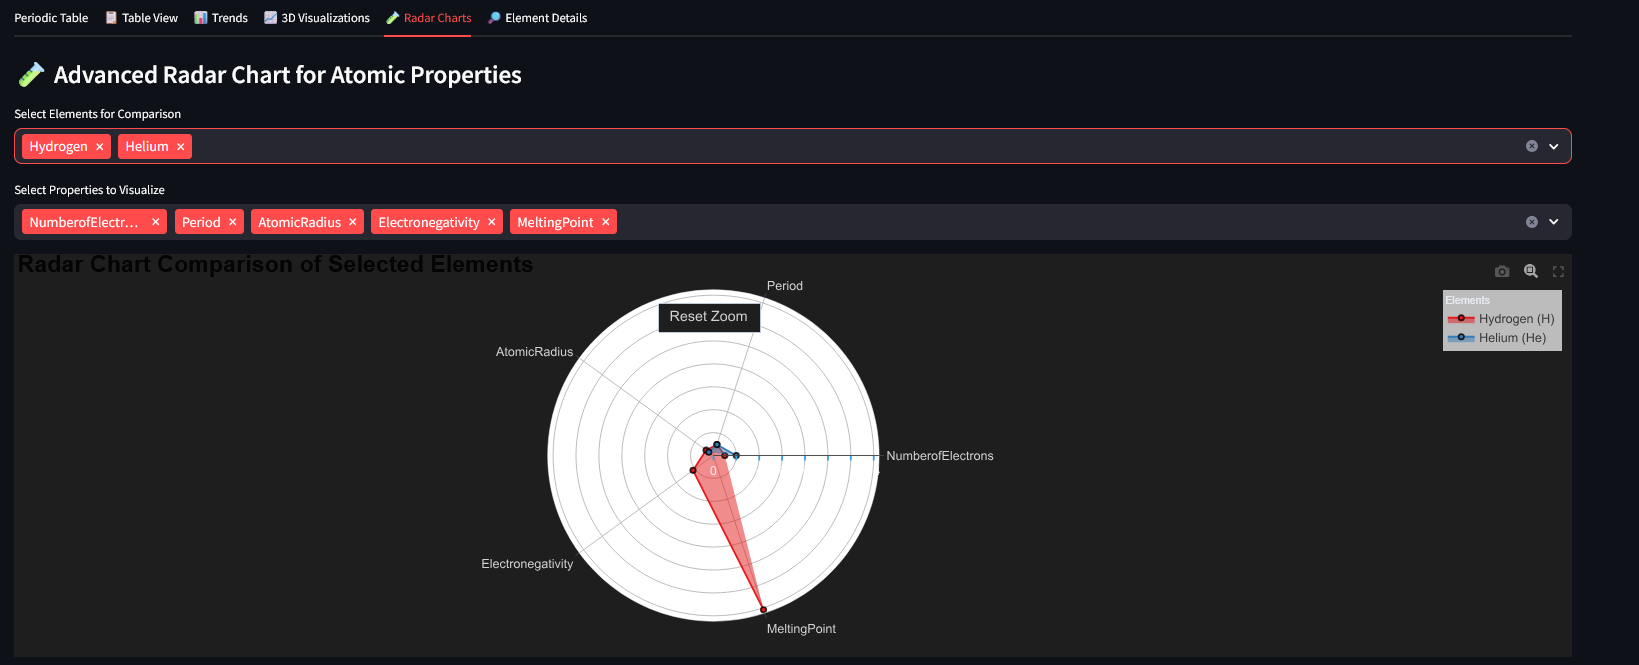 Periodic Table Table View Trends 3D Visualizations Radar Charts Element Details
Advanced Radar Chart for Atomic Properties
Select Elements for Comparison
Hydrogen × Helium ×
Select Properties to Visualize
NumberofElectr... × Period × AtomicRadius × Electronegativity × MeltingPoint ×
Radar Chart Comparison of Selected Elements
Period
Reset Zoom
AtomicRadius
NumberofElectrons
0
Electronegativity
MeltingPoint
Elements
Hydrogen (H)
Helium (He)